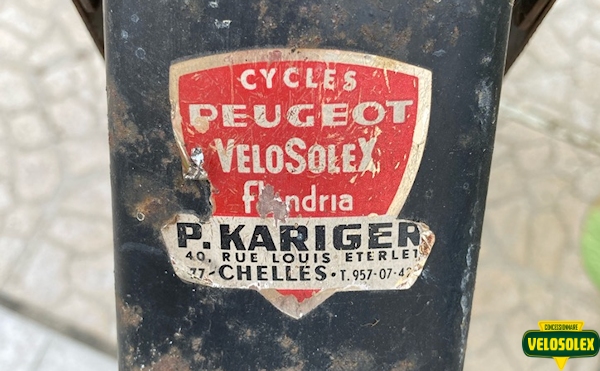 CYCLES
PEUGEOT
VELOSOLEX
flandria
P. KARIGER
40, RUE LOUIS ETERLET
77 - CHELLES • T. 957-07-42
CONCESSIONNAIRE
VELOSOLEX